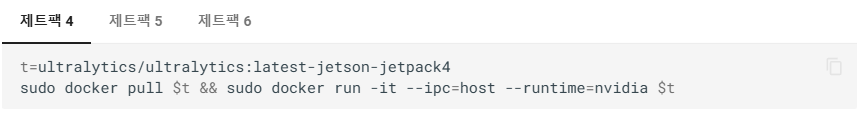 제트팩 4 제트팩 5 제트팩 6
t=ultralytics/ultralytics:latest-jetson-jetpack4
sudo docker pull $t && sudo docker run -it --ipc=host --runtime=nvidia $t